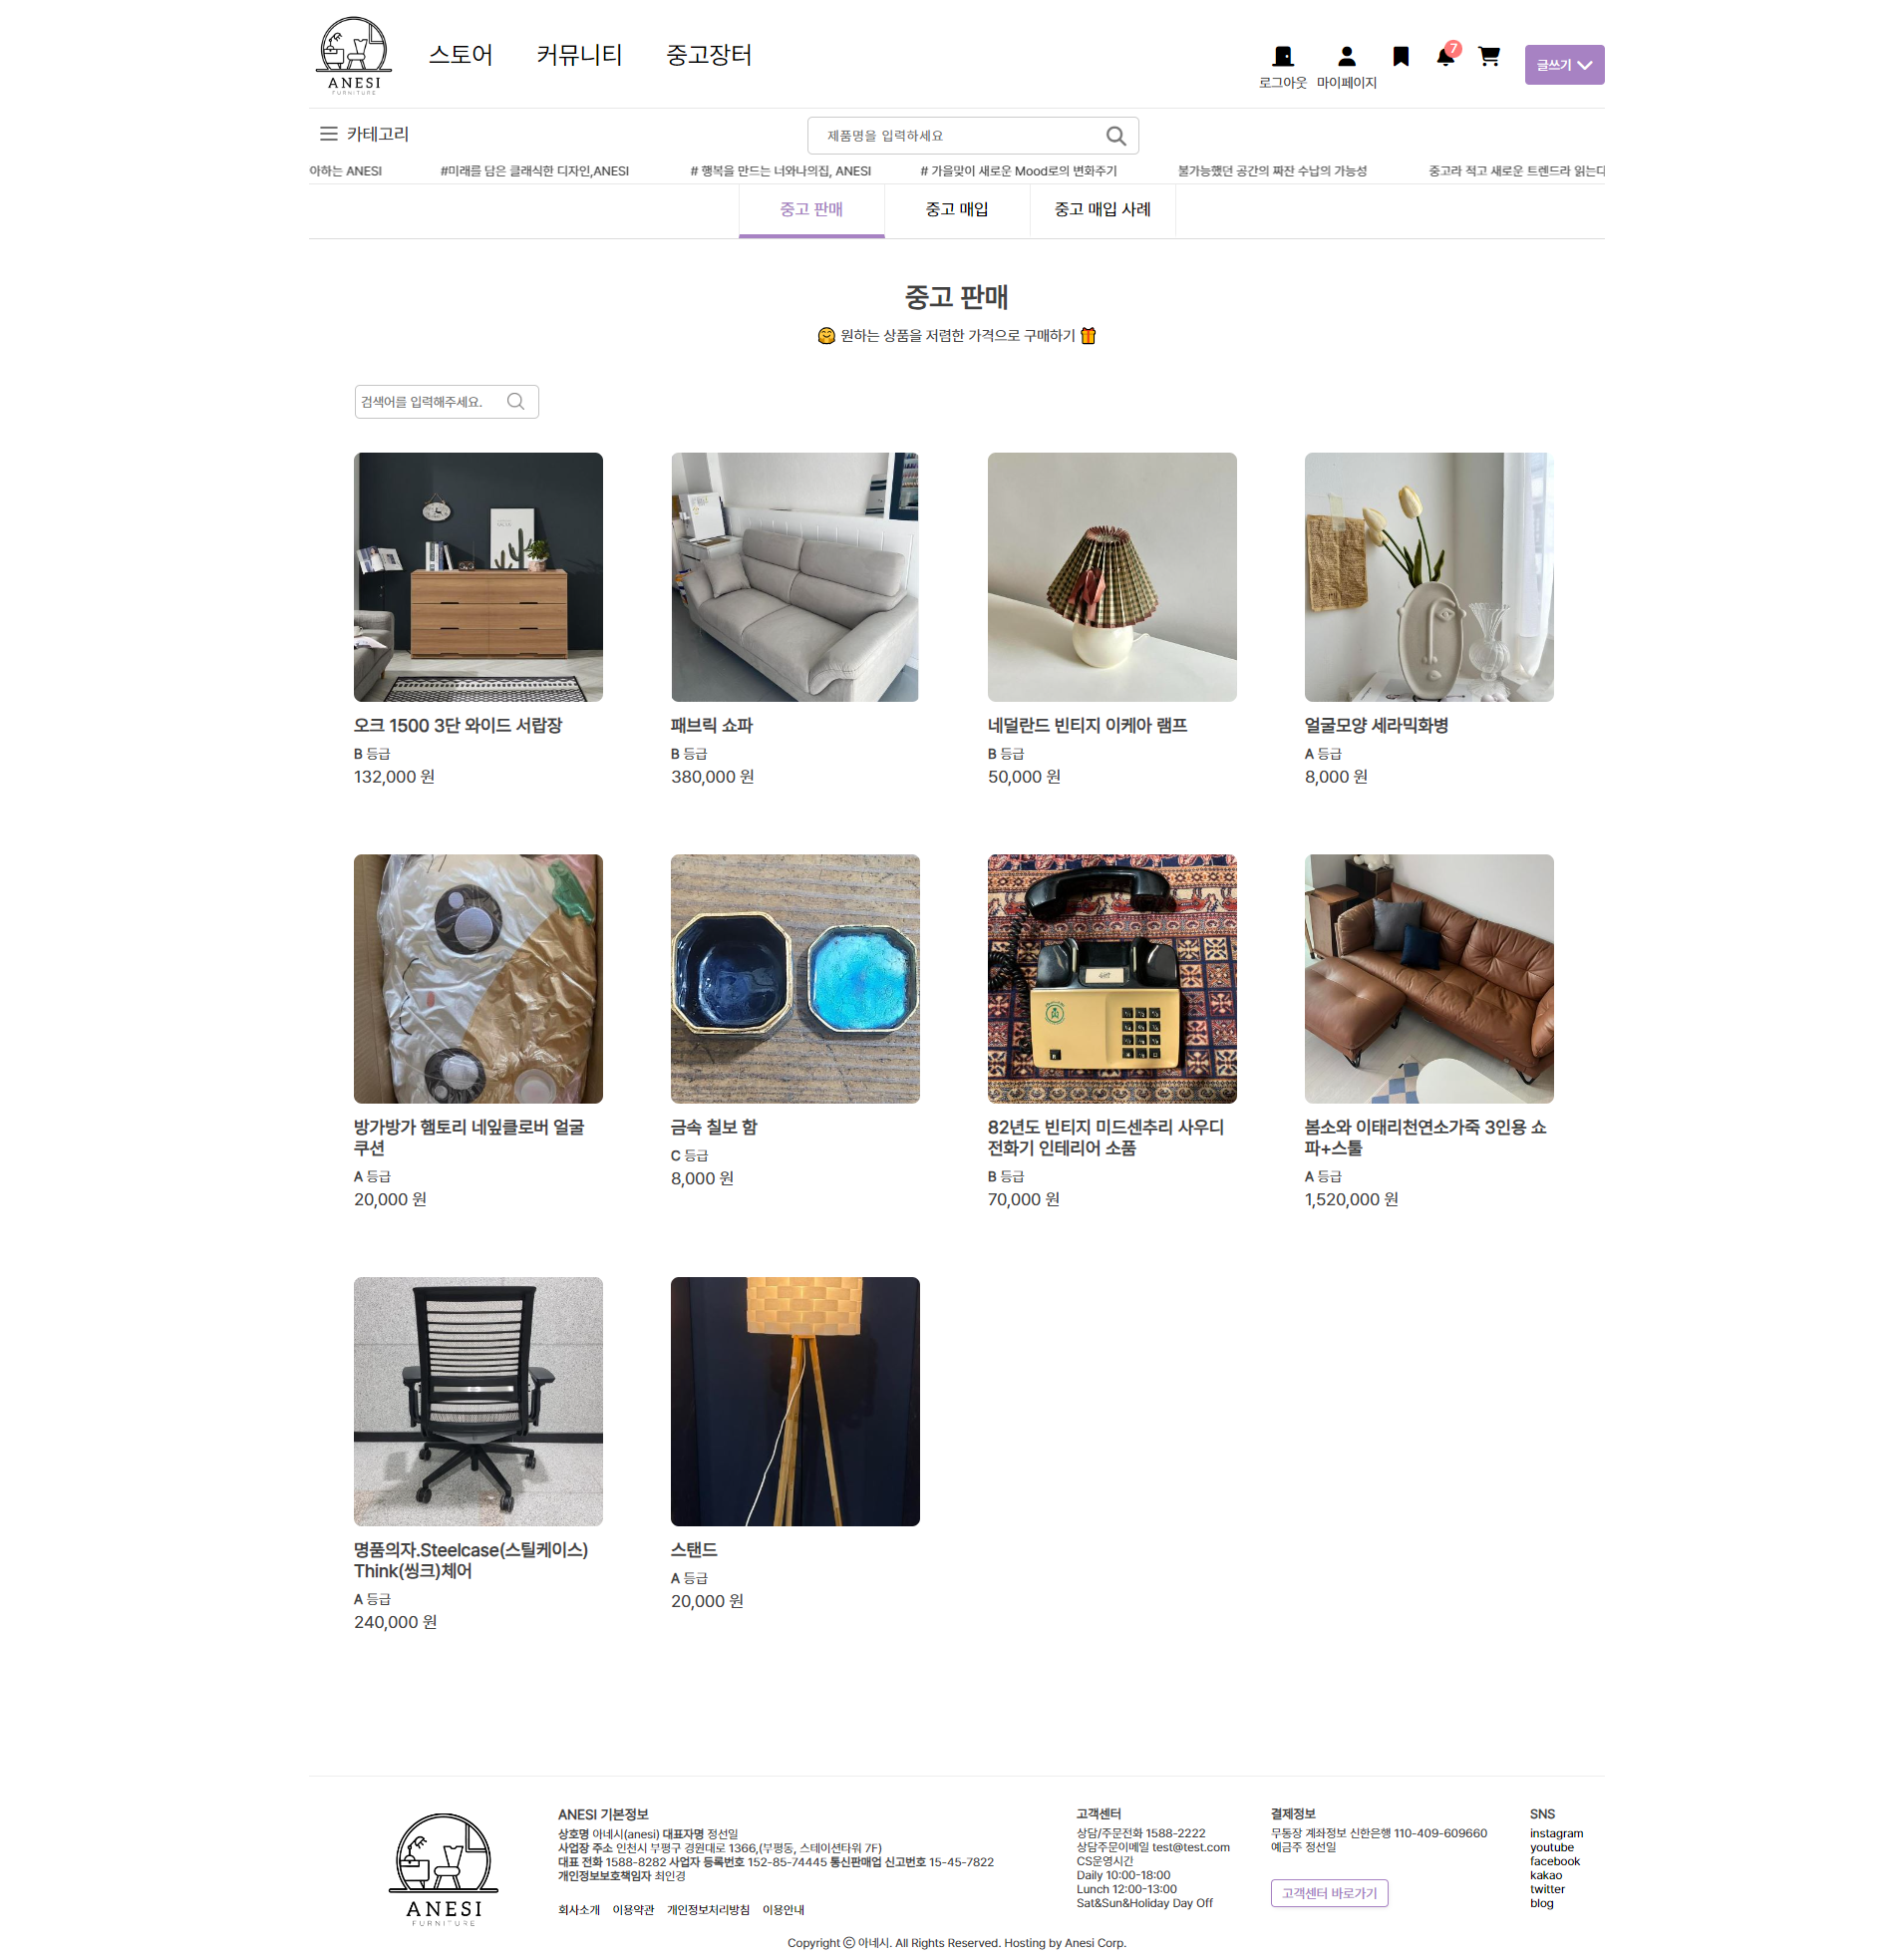 ANESI
FURNITURE
스토어
커뮤니티
중고장터
7
로그아웃
마이페이지
글쓰기
카테고리
제품명을 입력하세요
아하는 ANESI
#미래를 담은 클래식한 디자인,ANESI
# 행복을 만드는 너와나의집, ANESI
# 가을맞이 새로운 Mood로의 변화주기
불가능했던 공간의 짜잔 수납의 가능성
중고라 적고 새로운 트렌드라 읽는다
중고 판매
중고 매입
중고 매입 사례
중고 판매
원하는 상품을 저렴한 가격으로 구매하기
검색어를 입력해주세요.
오크 1500 3단 와이드 서랍장
B 등급
132,000 원
패브릭 쇼파
B 등급
380,000 원
네덜란드 빈티지 이케아 램프
B 등급
50,000 원
얼굴모양 세라믹화병
A 등급
8,000 원
방가방가 햄토리 네잎클로버 얼굴
쿠션
A 등급
20,000 원
금속 칠보 함
C 등급
8,000 원
82년도 빈티지 미드센추리 사우디
전화기 인테리어 소품
B 등급
70,000 원
봄소와 이태리천연소가죽 3인용 쇼
파+스툴
A 등급
1,520,000 원
명품의자.Steelcase(스틸케이스)
Think(씽크)체어
A 등급
240,000 원
스탠드
A 등급
20,000 원
ANESI
FURNITURE
ANESI 기본정보
상호명 아네시(anesi) 대표자명 정선일
사업장 주소 인천시 부평구 경원대로 1366,(부평동, 스테이션타워 7F)
대표 전화 1588-8282 사업자 등록번호 152-85-74445 통신판매업 신고번호 15-45-7822
개인정보보호책임자 최인경
회사소개 이용약관 개인정보처리방침 이용안내
고객센터
상담/주문전화 1588-2222
상담주문이메일 test@test.com
CS운영시간
Daily 10:00-18:00
Lunch 12:00-13:00
Sat&Sun&Holiday Day Off
결제정보
무통장 계좌정보 신한은행 110-409-609660
예금주 정선일
고객센터 바로가기
SNS
instagram
youtube
facebook
kakao
twitter
blog
Copyright ⓒ 아네시. All Rights Reserved. Hosting by Anesi Corp.